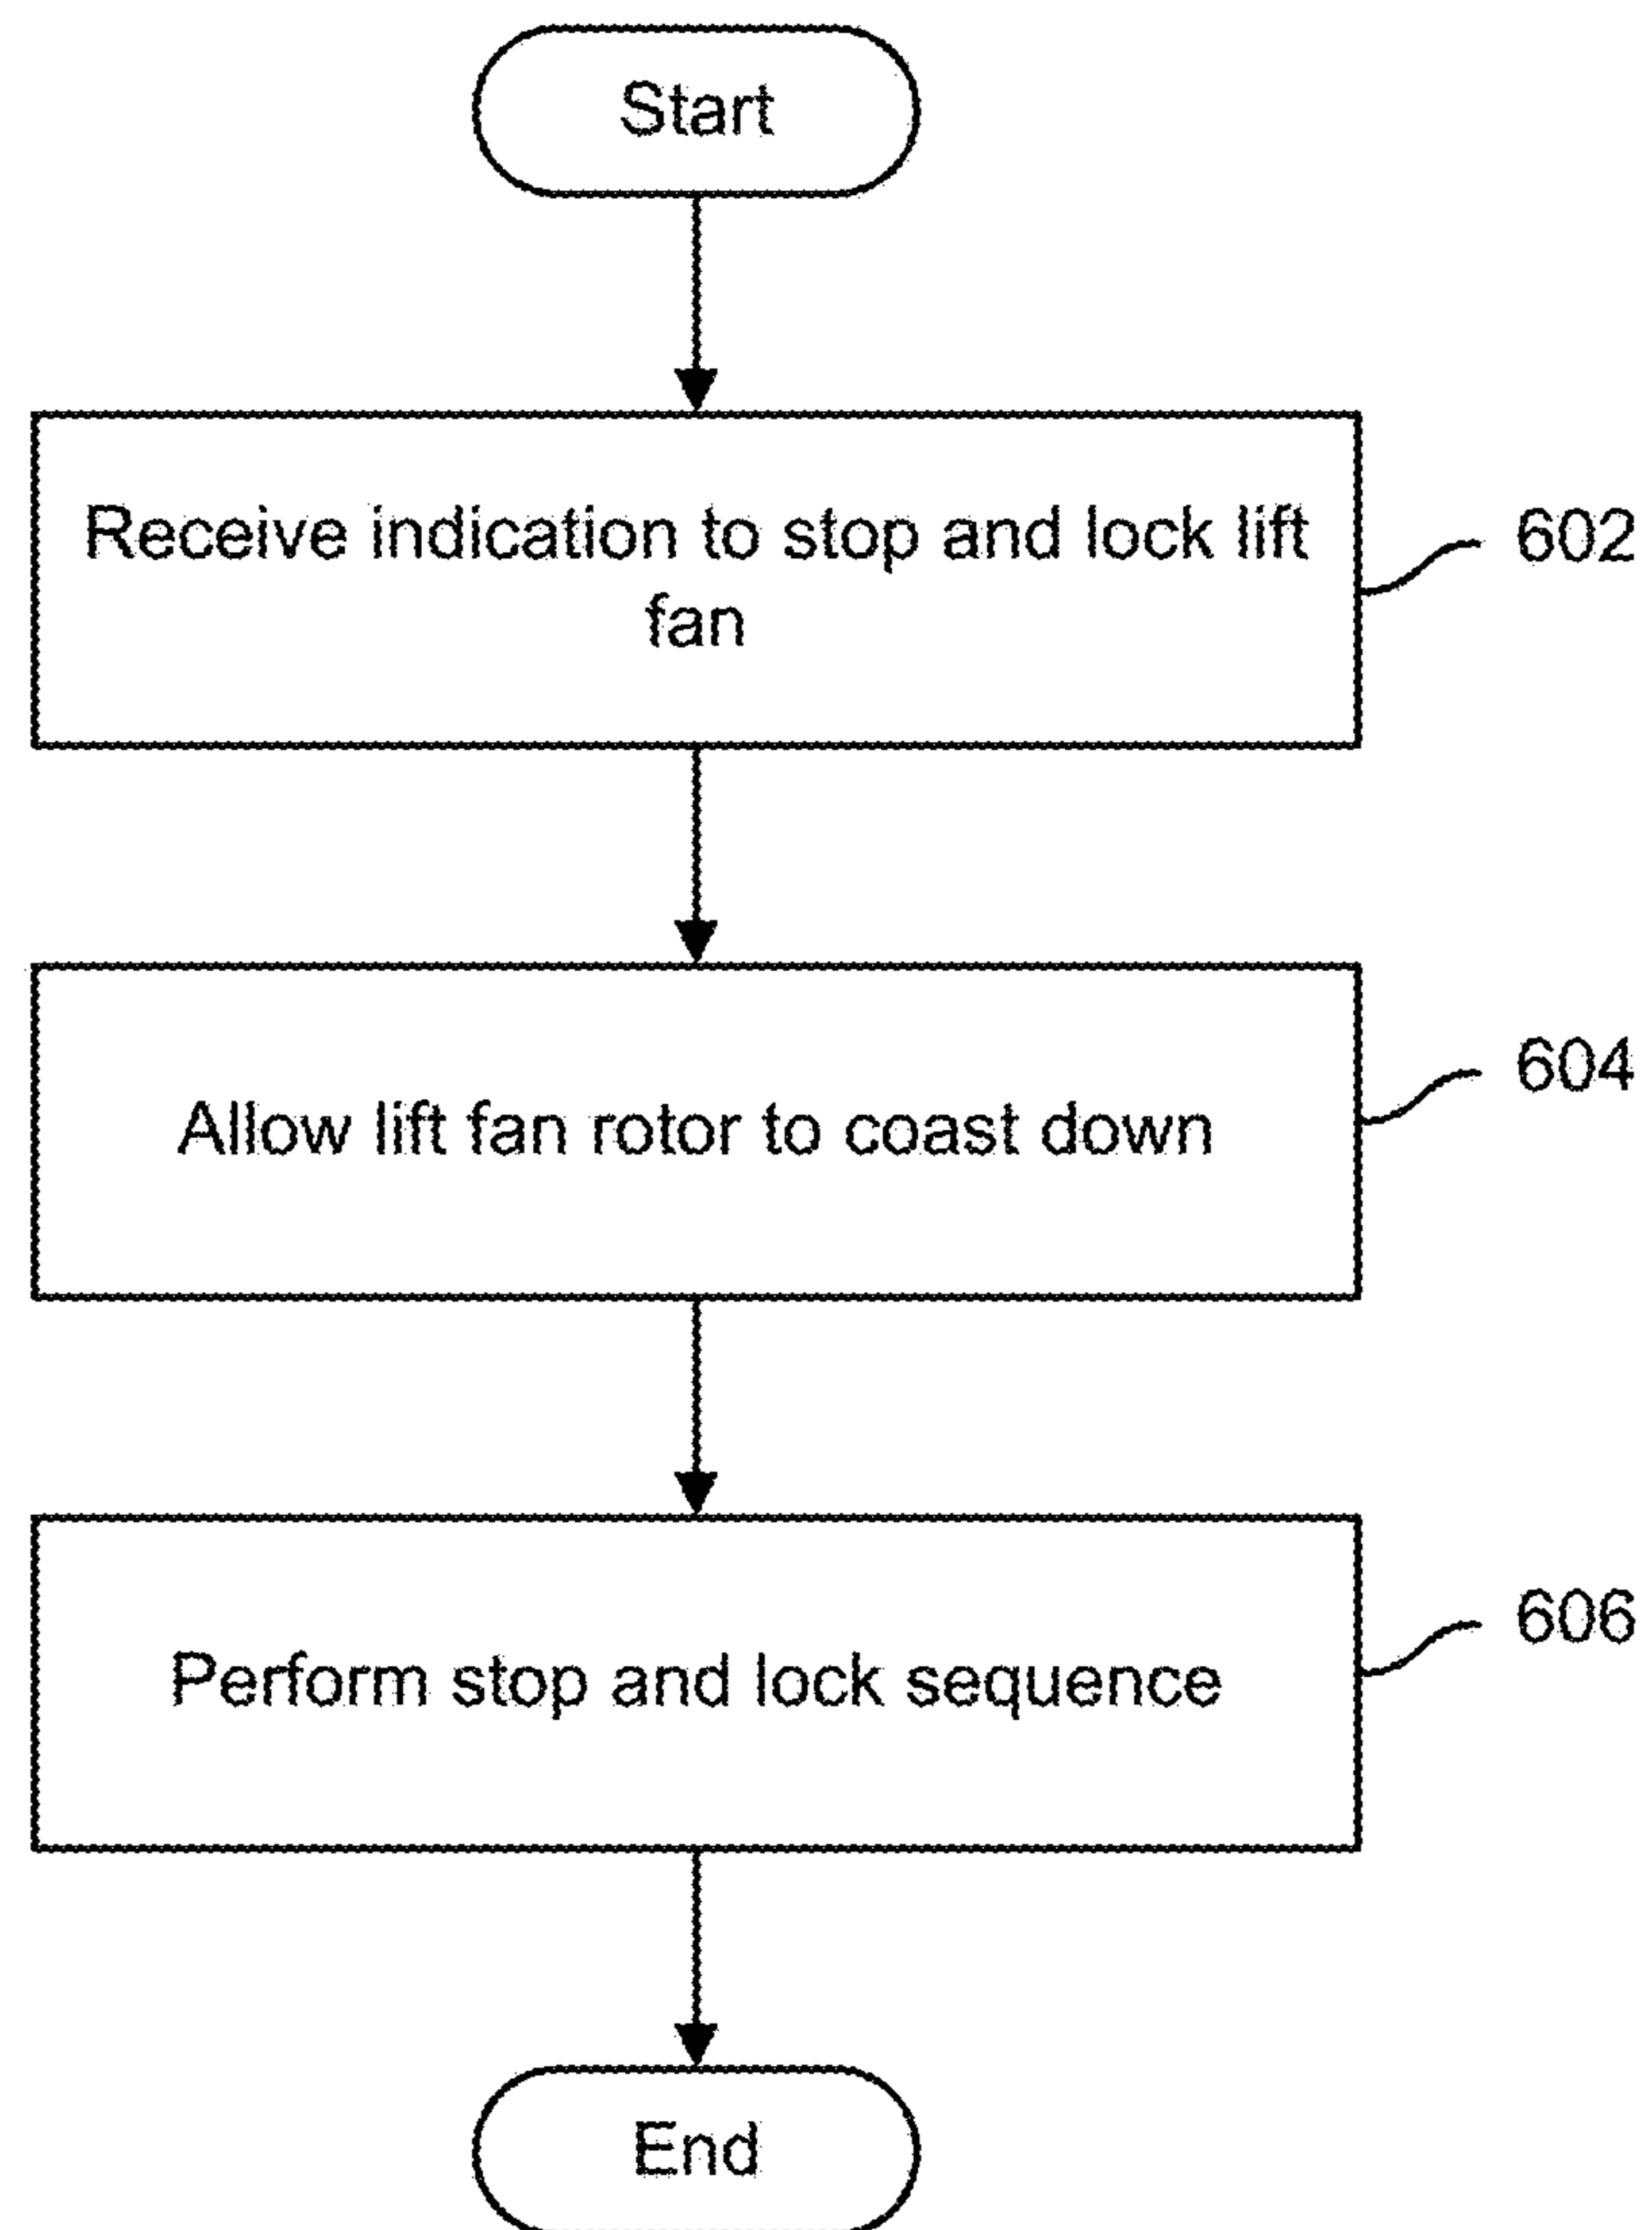 Start
Receive indication to stop and lock lift
fan
602
Allow lift fan rotor to coast down
604
Perform stop and lock sequence
606
End